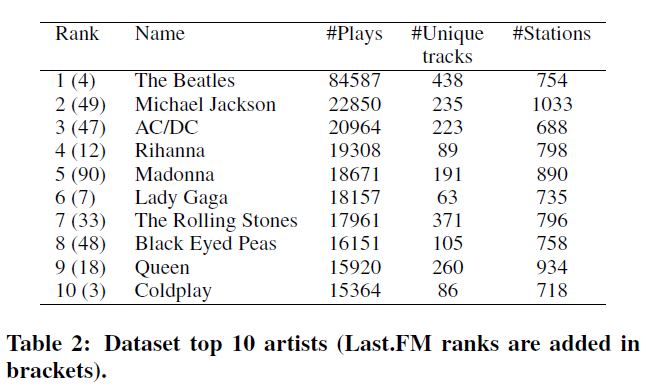 Rank Name #Plays #Unique #Stations
tracks
1 (4) The Beatles 84587 438 754
2 (49) Michael Jackson 22850 235 1033
3 (47) AC/DC 20964 223 688
4 (12) Rihanna 19308 89 798
5 (90) Madonna 18671 191 890
6 (7) Lady Gaga 18157 63 735
7 (33) The Rolling Stones 17961 371 796
8 (48) Black Eyed Peas 16151 105 758
9 (18) Queen 15920 260 934
10 (3) Coldplay 15364 86 718
Table 2: Dataset top 10 artists (Last.FM ranks are added in
brackets).